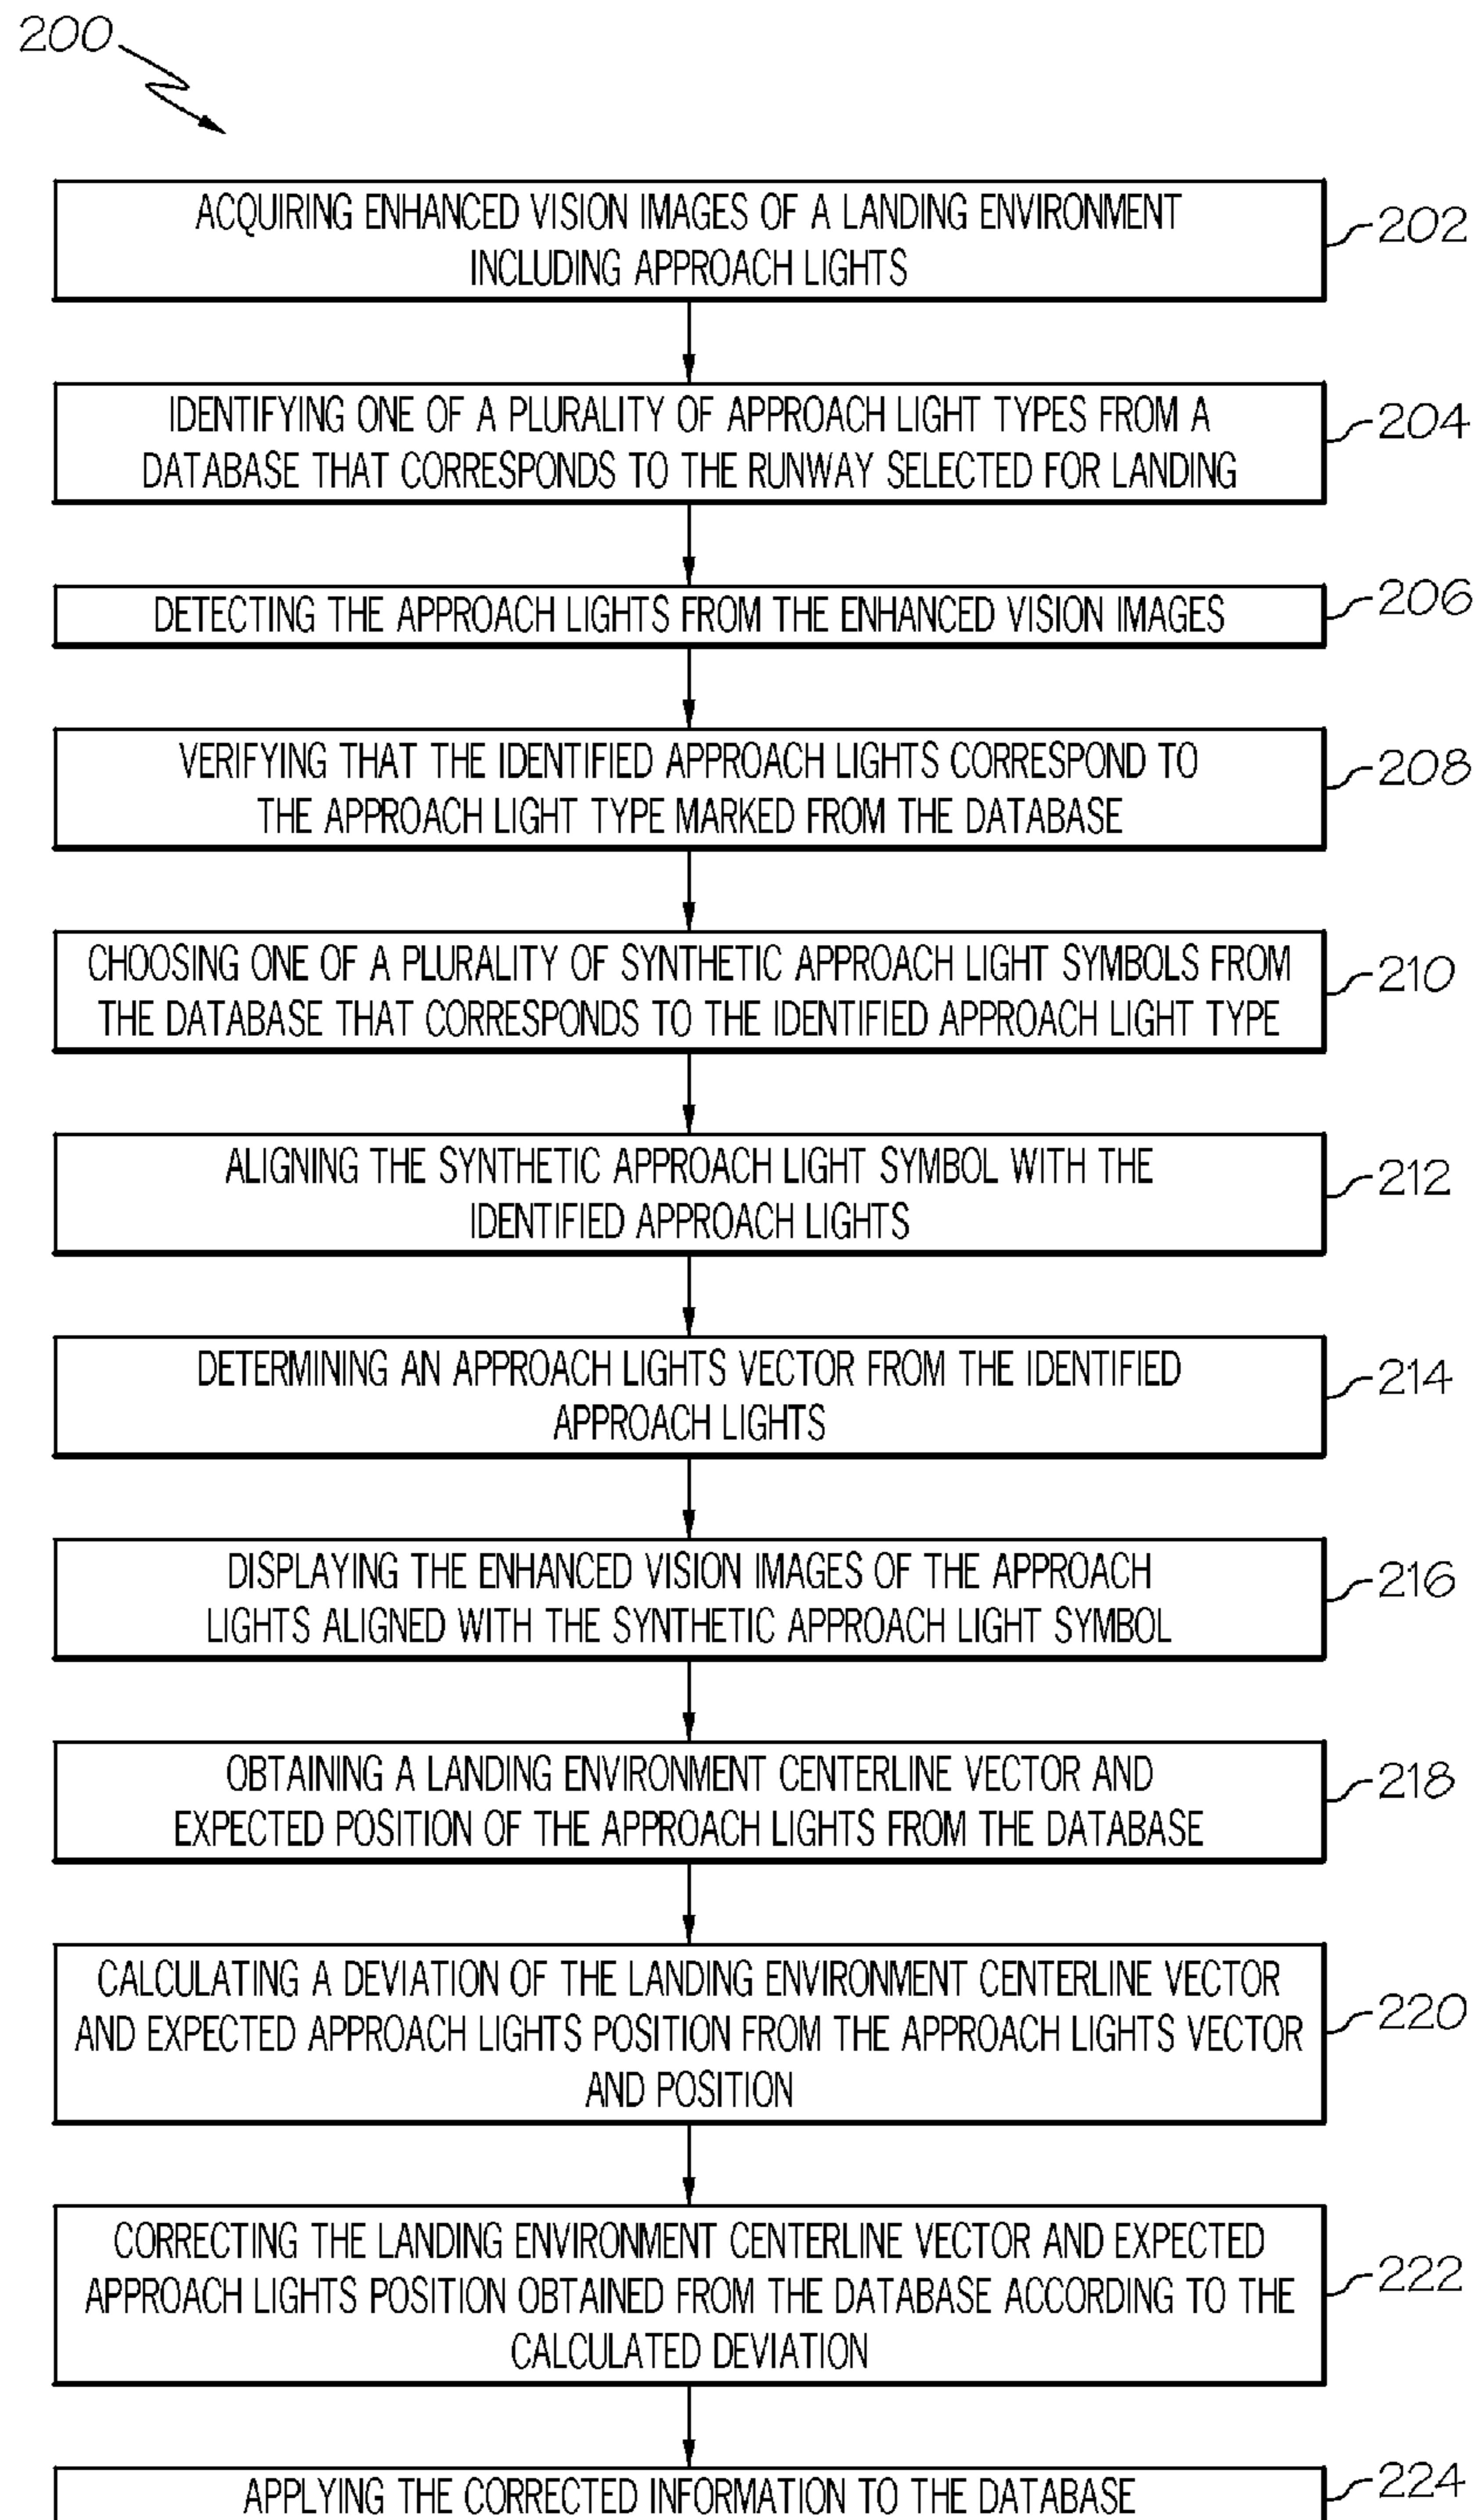 200
ACQUIRING ENHANCED VISION IMAGES OF A LANDING ENVIRONMENT
INCLUDING APPROACH LIGHTS
202
IDENTIFYING ONE OF A PLURALITY OF APPROACH LIGHT TYPES FROM A
DATABASE THAT CORRESPONDS TO THE RUNWAY SELECTED FOR LANDING
204
DETECTING THE APPROACH LIGHTS FROM THE ENHANCED VISION IMAGES
206
VERIFYING THAT THE IDENTIFIED APPROACH LIGHTS CORRESPOND TO
THE APPROACH LIGHT TYPE MARKED FROM THE DATABASE
208
CHOOSING ONE OF A PLURALITY OF SYNTHETIC APPROACH LIGHT SYMBOLS FROM
THE DATABASE THAT CORRESPONDS TO THE IDENTIFIED APPROACH LIGHT TYPE
210
ALIGNING THE SYNTHETIC APPROACH LIGHT SYMBOL WITH THE
IDENTIFIED APPROACH LIGHTS
212
DETERMINING AN APPROACH LIGHTS VECTOR FROM THE IDENTIFIED
APPROACH LIGHTS
214
DISPLAYING THE ENHANCED VISION IMAGES OF THE APPROACH
LIGHTS ALIGNED WITH THE SYNTHETIC APPROACH LIGHT SYMBOL
216
OBTAINING A LANDING ENVIRONMENT CENTERLINE VECTOR AND
EXPECTED POSITION OF THE APPROACH LIGHTS FROM THE DATABASE
218
CALCULATING A DEVIATION OF THE LANDING ENVIRONMENT CENTERLINE VECTOR
AND EXPECTED APPROACH LIGHTS POSITION FROM THE APPROACH LIGHTS VECTOR
AND POSITION
220
CORRECTING THE LANDING ENVIRONMENT CENTERLINE VECTOR AND EXPECTED
APPROACH LIGHTS POSITION OBTAINED FROM THE DATABASE ACCORDING TO THE
CALCULATED DEVIATION
222
APPLYING THE CORRECTED INFORMATION TO THE DATABASE
224